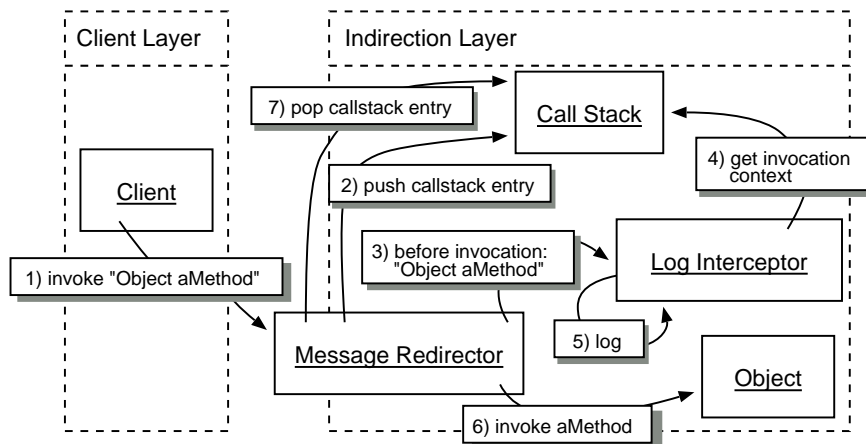 Client Layer
Indirection Layer
7) pop callstack entry
Call Stack
4) get invocation
context
Client
2) push callstack entry
3) before invocation:
"Object aMethod"
Log Interceptor
1) invoke "Object aMethod"
5) log
Message Redirector
Object
6) invoke aMethod